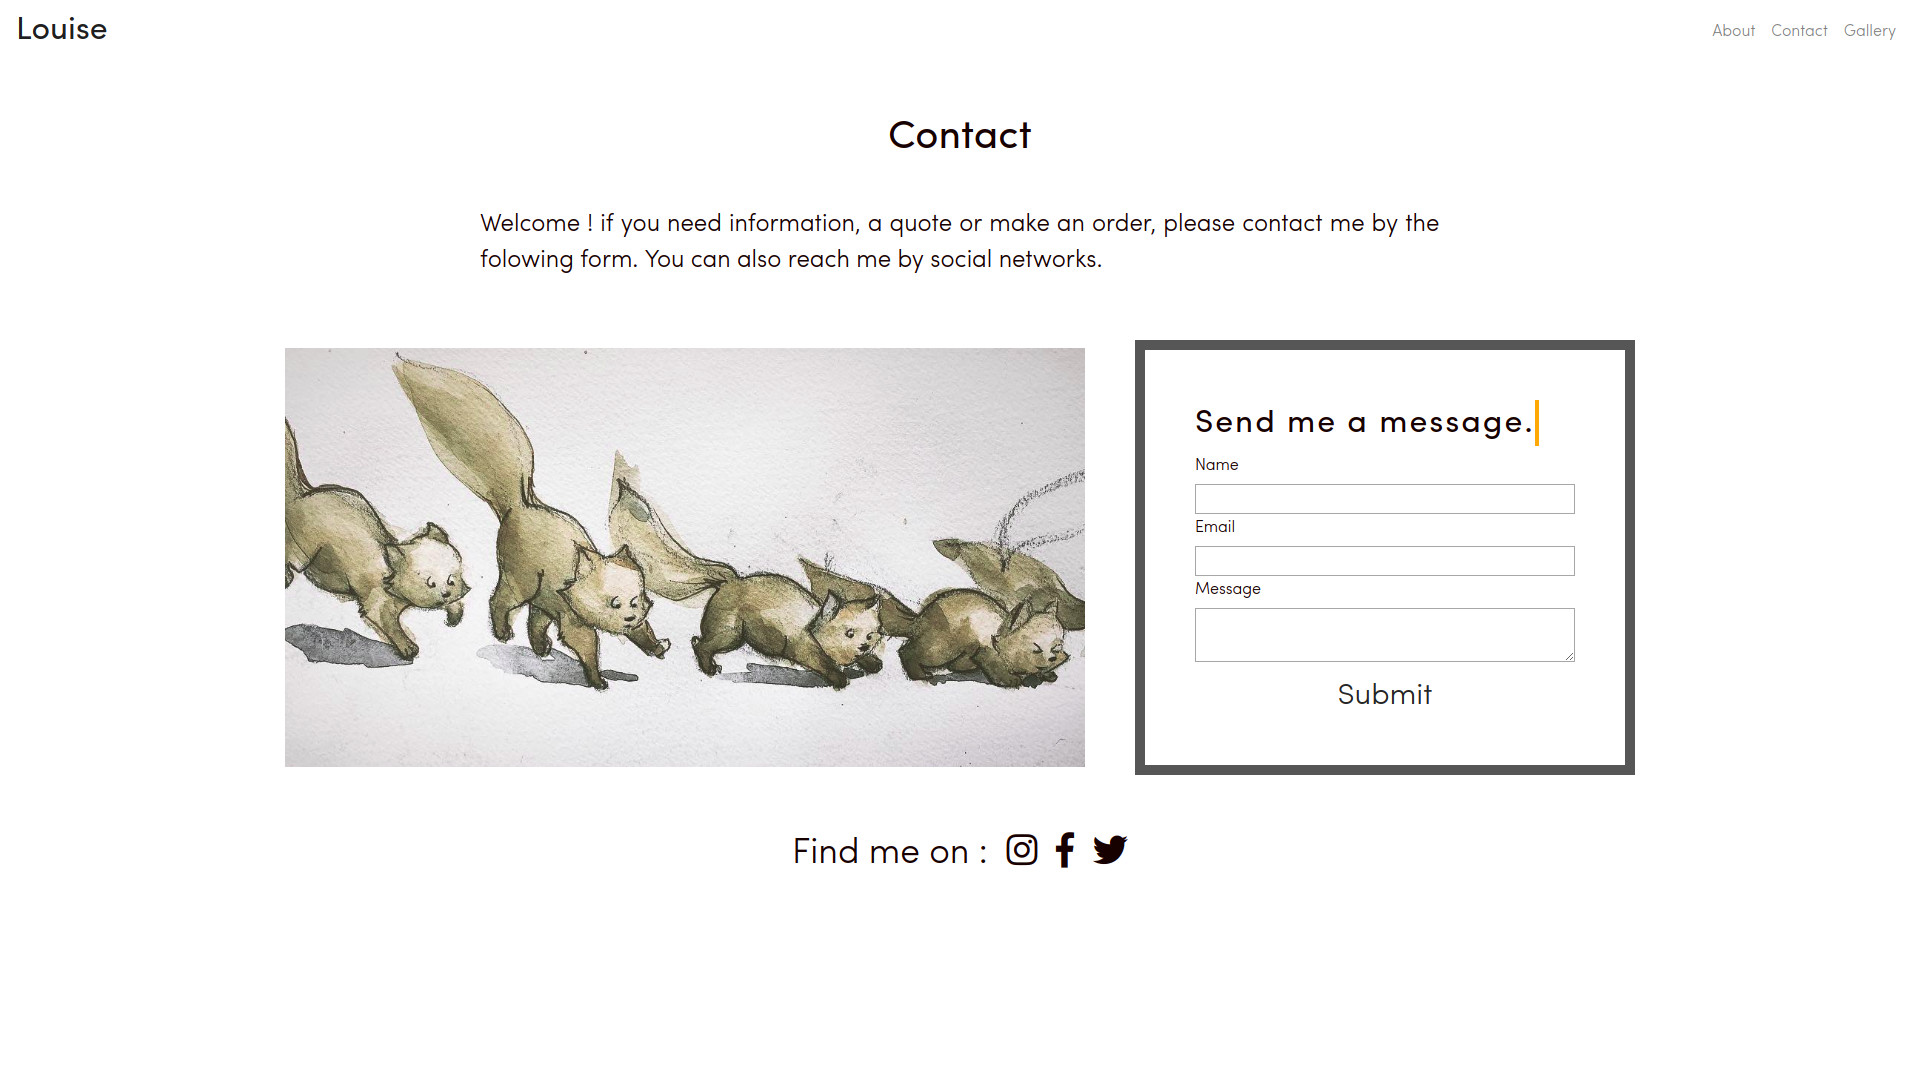 Louise
About Contact Gallery
Contact
Welcome ! if you need information, a quote or make an order, please contact me by the
folowing form. You can also reach me by social networks.
Send me a message.
Name
Email
Message
Submit
Find me on :